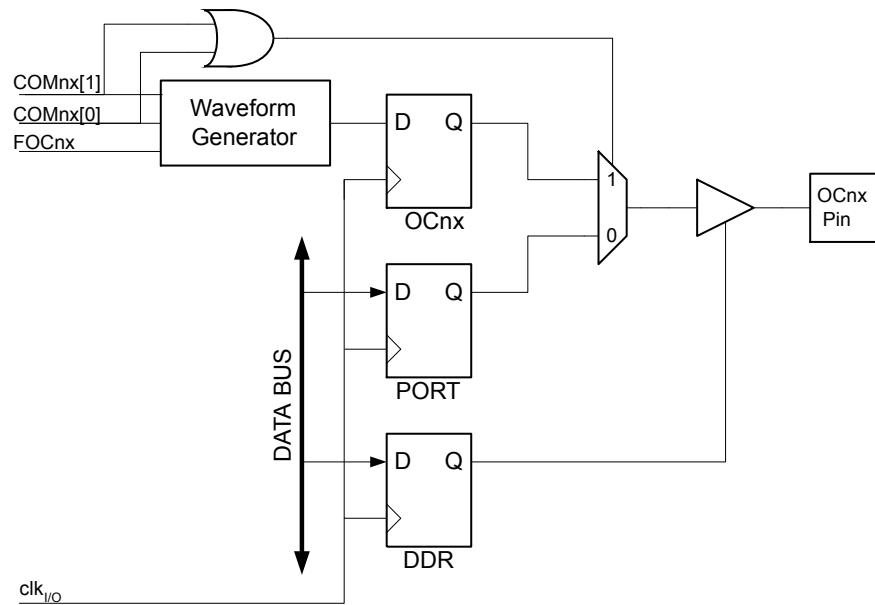 COMnx[1]
COMnx[0]
FOCnx
Waveform
Generator
D Q
OCnx
1
0
OCnx
Pin
D Q
PORT
DATA BUS
D Q
DDR
clkI/O